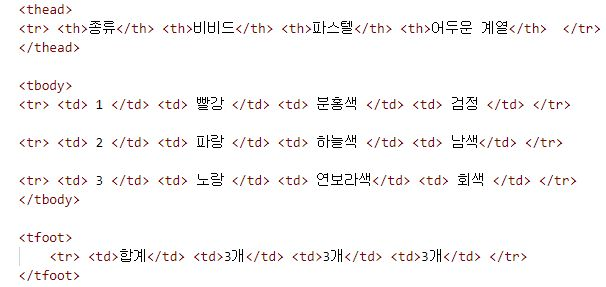 <thead>
<tr> <th>종류</th> <th>비비드</th> <th>파스텔</th> <th>어두운 계열</th>  </tr>
</thead>
<tbody>
<tr> <td> 1 </td> <td> 빨강 </td> <td> 분홍색 </td> <td> 검정 </td> </tr>
<tr> <td> 2 </td> <td> 파랑 </td> <td> 하늘색 </td> <td> 남색</td> </tr>
<tr> <td> 3 </td> <td> 노랑 </td> <td> 연보라색</td> <td> 회색 </td> </tr>
</tbody>
<tfoot>
<tr> <td>합계</td> <td>3개</td> <td>3개</td> <td>3개</td> </tr>
</tfoot>